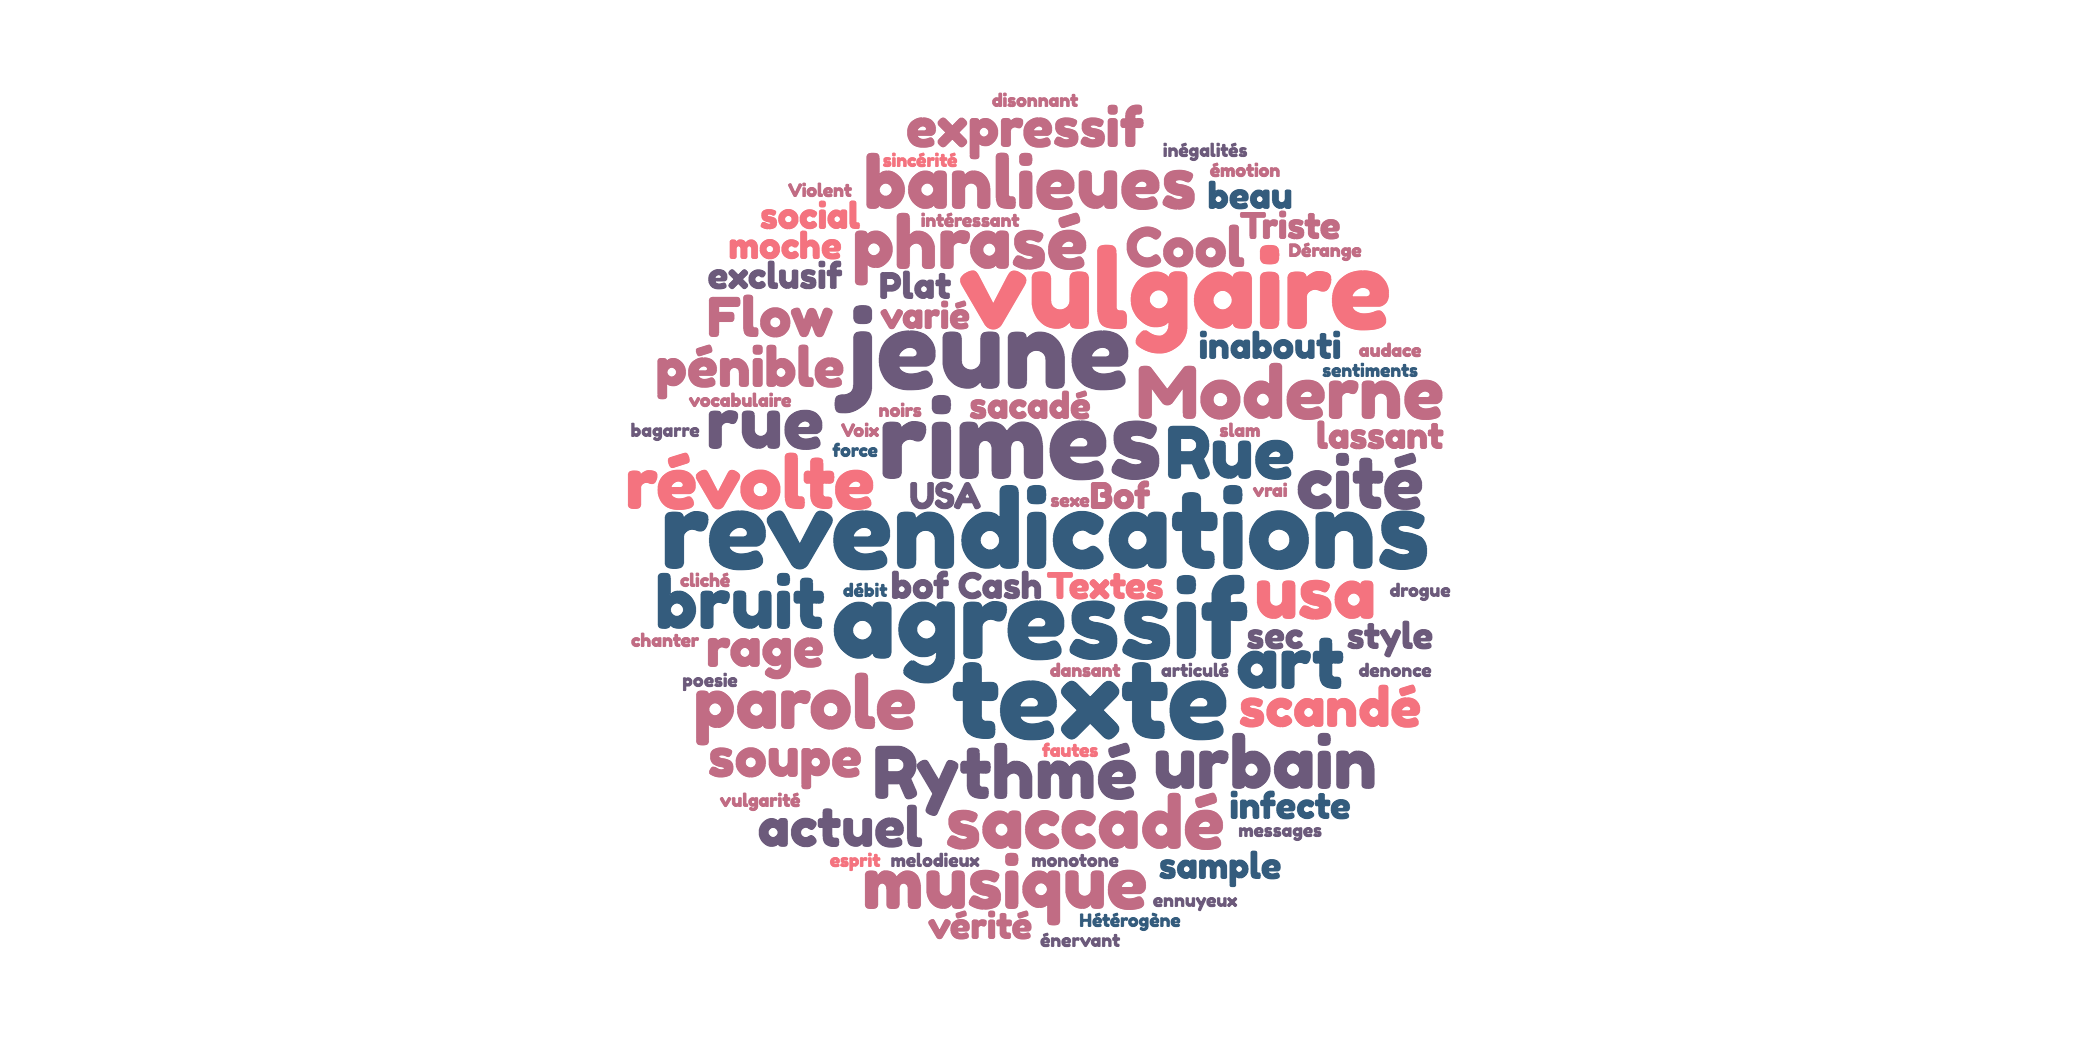 disonnant
expressif
inégalités
sincérité
émotion
banlieues
Violent
beau
social
intéressant
Triste
moche
phrasé
Cool
Dérange
exclusif
Plat
vulgaire
Flow
varié
jeune
inabouti
audace
pénible
sentiments
Moderne
vocabulaire
noirs
sacadé
rue
bagarre
Voix
rimes
slam
lassant
force
Rue
révolte
USA
sexe
Bof
vrai
cité
revendications
cliché
bof
Cash
Textes
usa
drogue
débit
bruit
agressif
chanter
rage
sec
style
dansant
articulé
art
denonce
poesie
parole
texte
scandé
fautes
soupe
Rythmé
urbain
vulgarité
infecte
actuel
saccadé
messages
esprit
melodieux
monotone
sample
musique
ennuyeux
vérité
Hétérogène
énervant